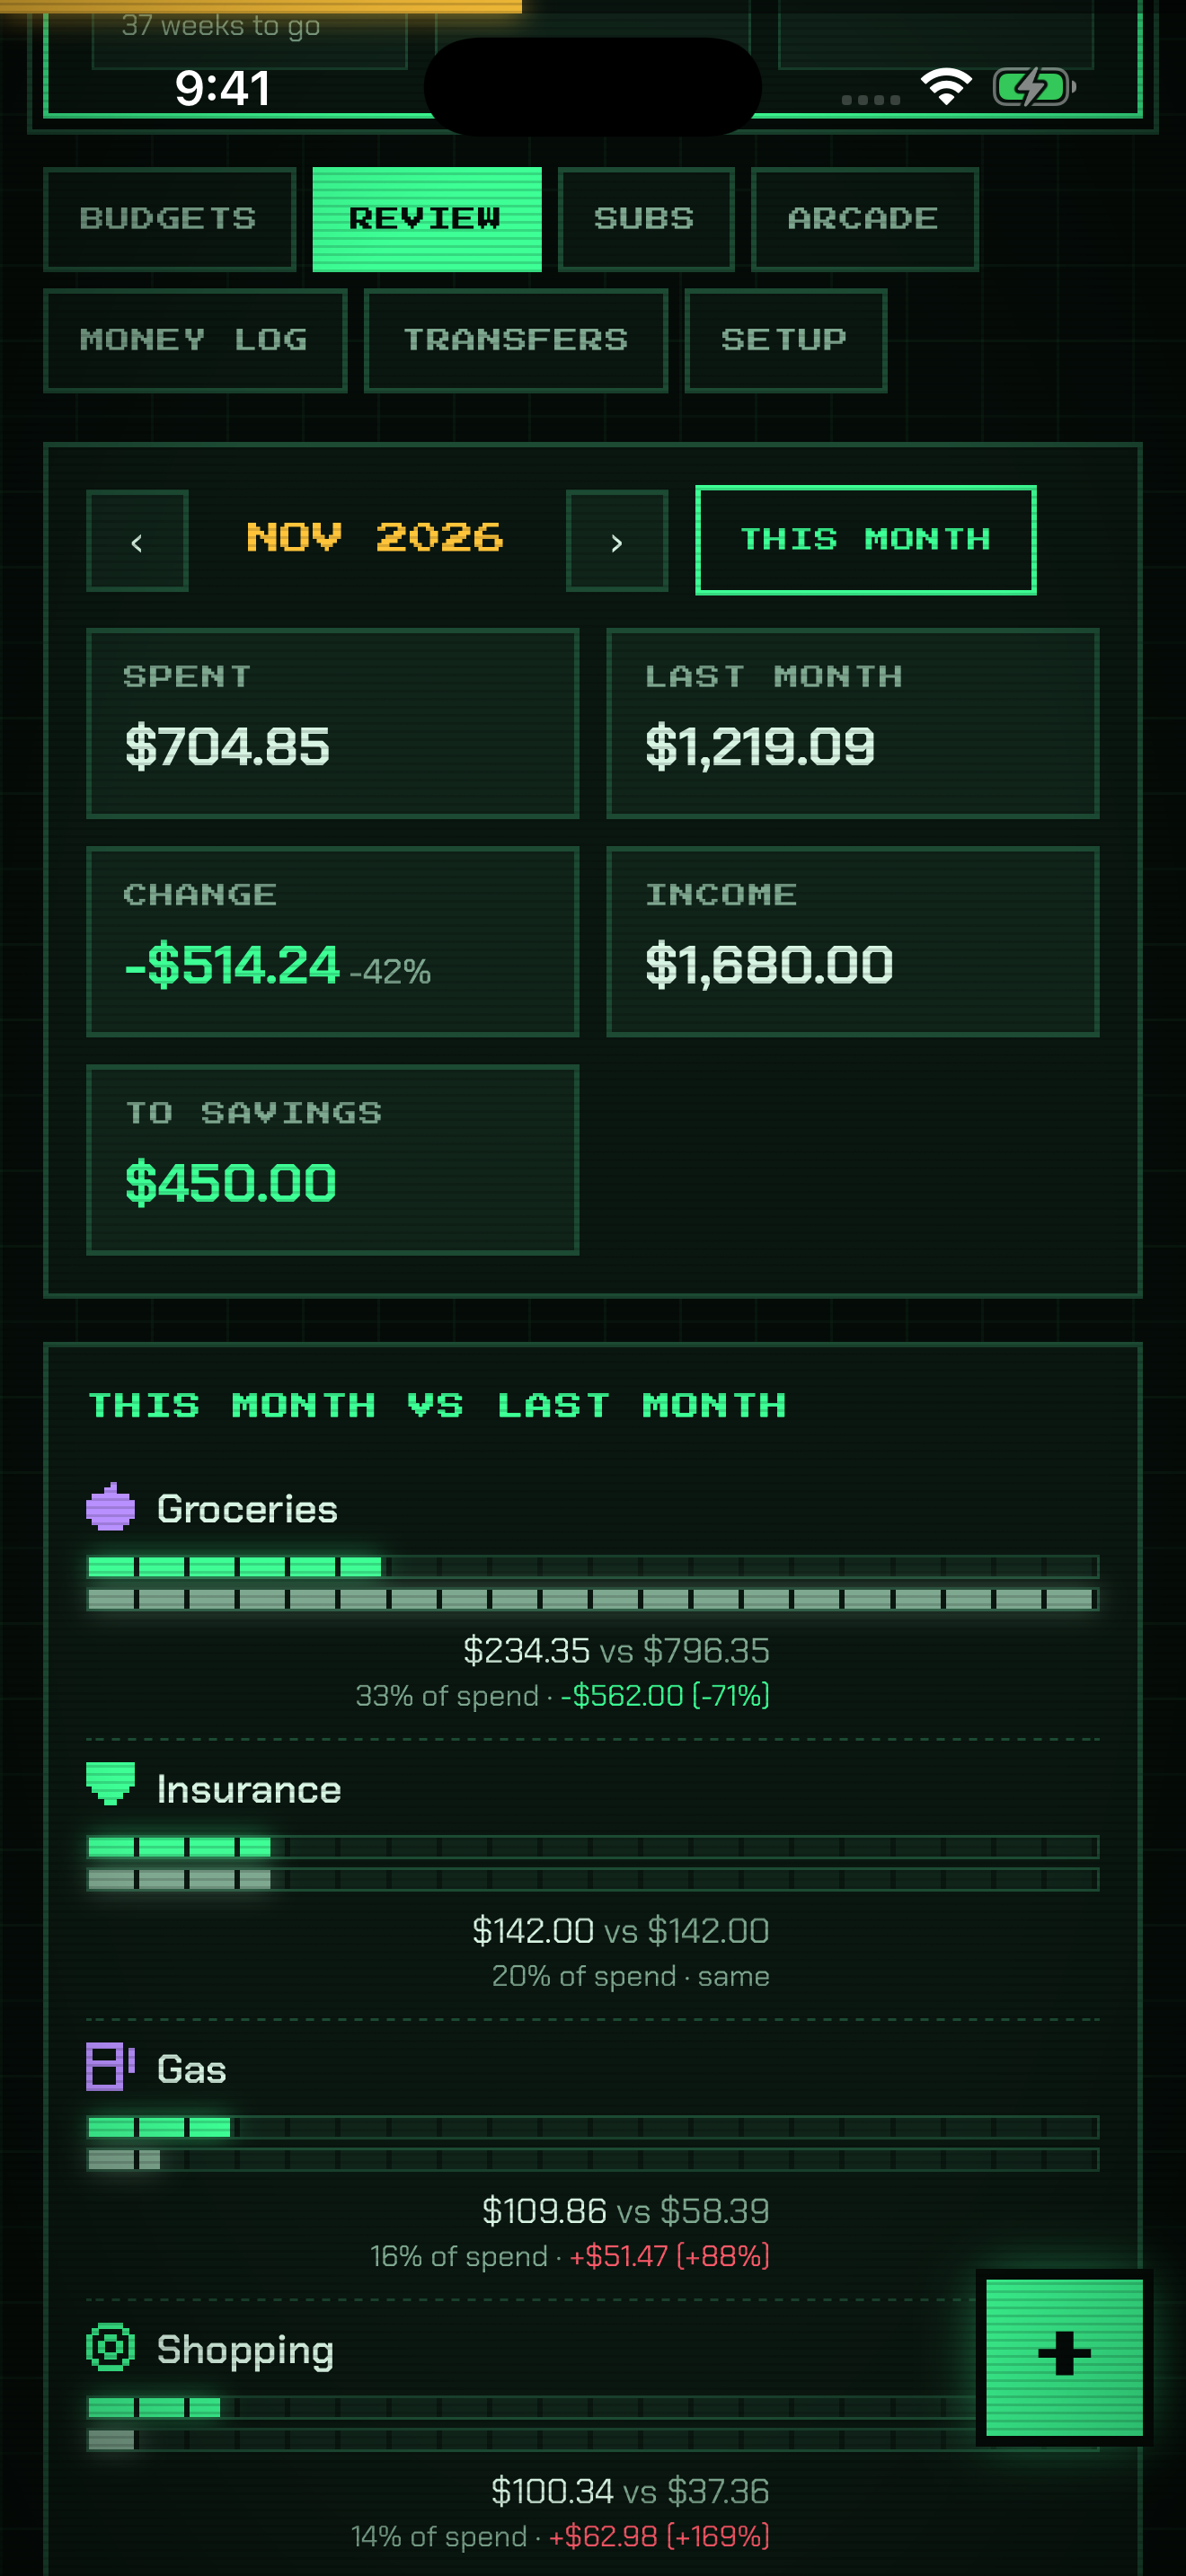 37 weeks to go
9:41
BUDGETS
REVIEW
SUBS
ARCADE
MONEY LOG
TRANSFERS
SETUP
‹
NOV 2026
›
THIS MONTH
SPENT
$704.85
LAST MONTH
$1,219.09
CHANGE
-$514.24 -42%
INCOME
$1,680.00
TO SAVINGS
$450.00
THIS MONTH VS LAST MONTH
Groceries
$234.35 vs $796.35
33% of spend · -$562.00 (-71%)
Insurance
$142.00 vs $142.00
20% of spend · same
Gas
$109.86 vs $58.39
16% of spend · +$51.47 (+88%)
Shopping
+
$100.34 vs $37.36
14% of spend · +$62.98 (+169%)